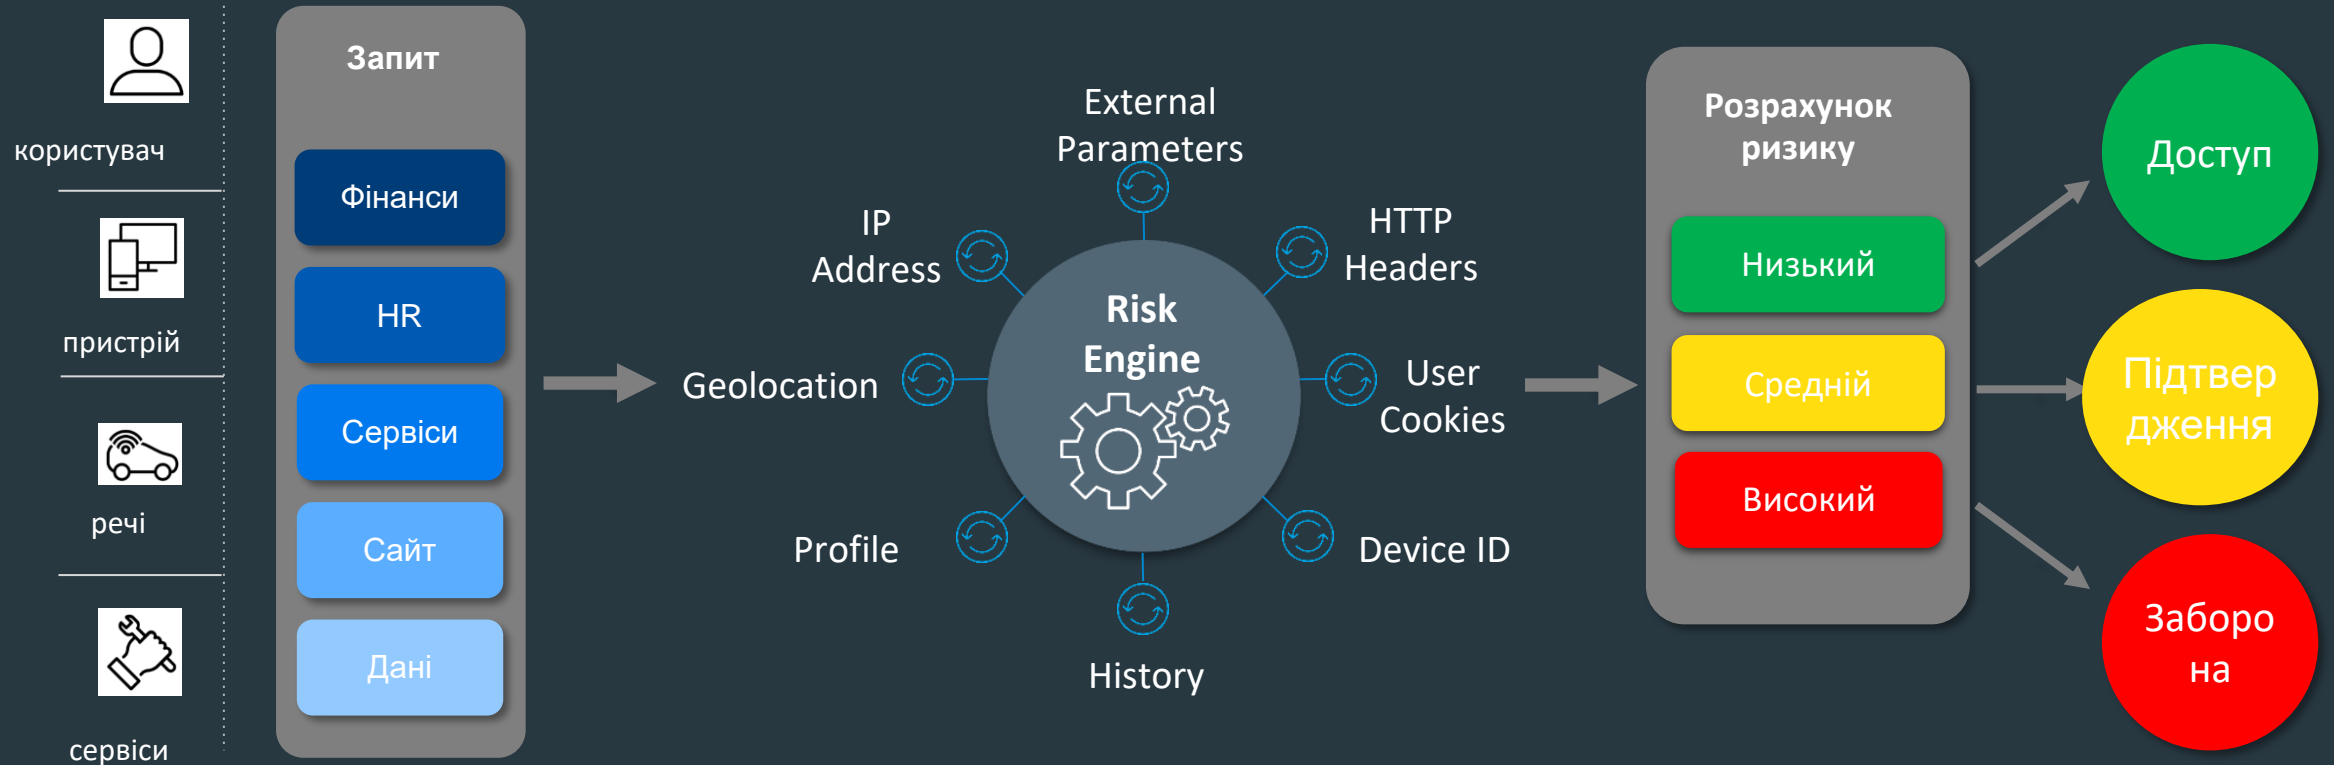 користувач
пристрій
речі
сервіси
Запит
Фінанси
HR
Сервіси
Сайт
Дані
External
Parameters
IP
Address
HTTP
Headers
Geolocation
Risk
Engine
User
Cookies
Profile
Device ID
History
Розрахунок
ризику
Низький
Средній
Високий
Доступ
Підтвер
дження
Заборо
на